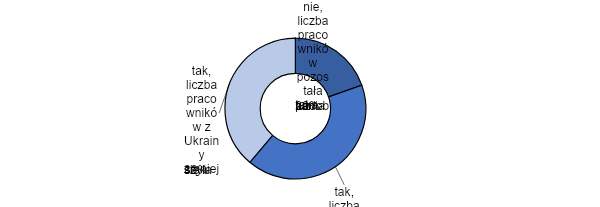 nie,
liczba
praco
wnikó
w
pozos
tała
tak,
liczba
praco
wnikó
w z
Ukrain
y
tak,
liczba